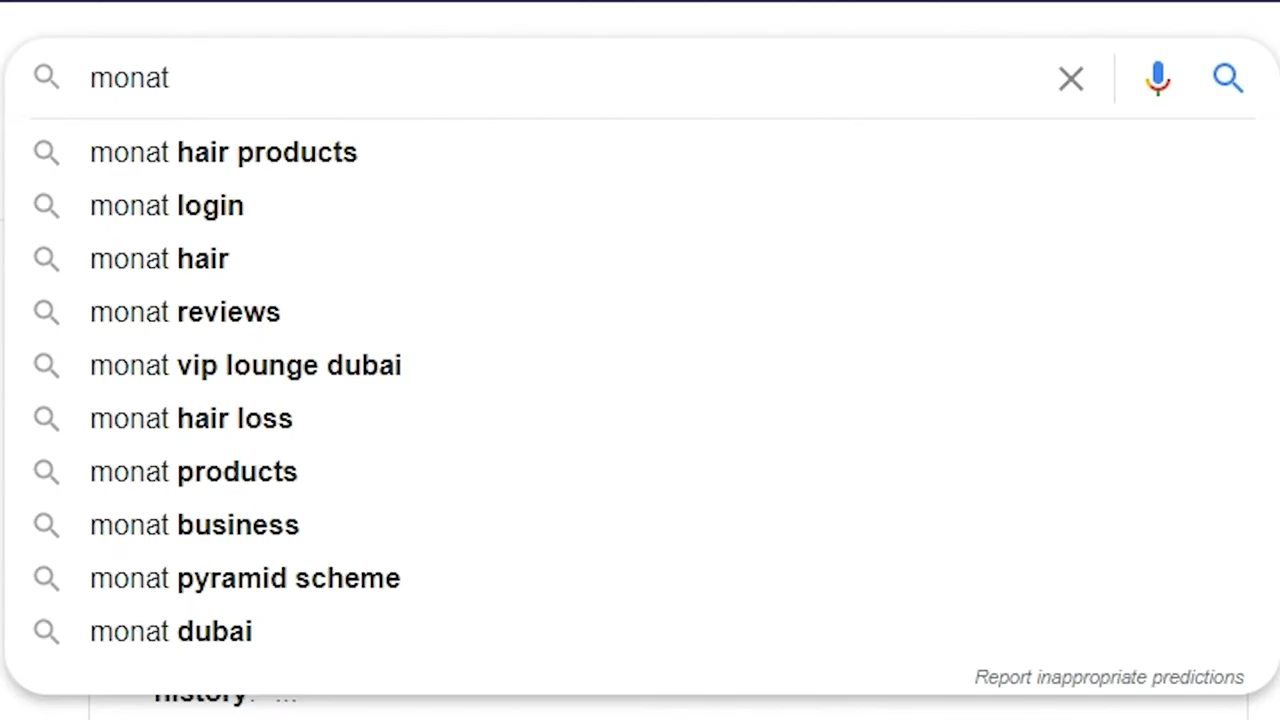 monat
monat hair products
monat login
monat hair
monat reviews
monat vip lounge dubai
monat hair loss
monat products
monat business
monat pyramid scheme
monat dubai
Report inappropriate predictions
history. ...